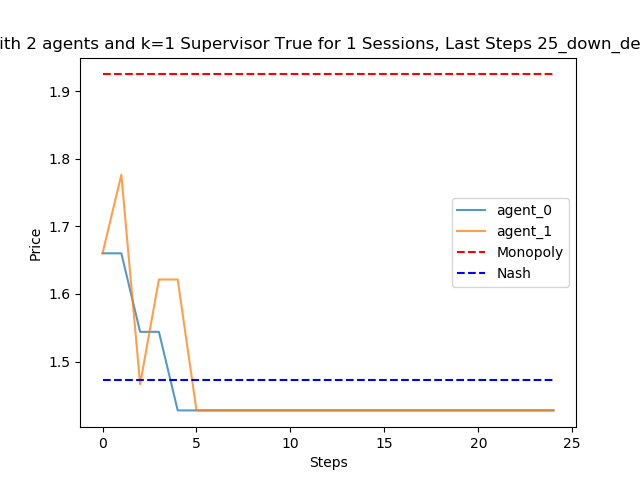 ith 2 agents and k=1 Supervisor True for 1 Sessions, Last Steps 25_down_de
1.9
1.8
1.7
1.6
1.5
Price
agent_0
agent_1
Monopoly
Nash
0 5 10 15 20 25
Steps